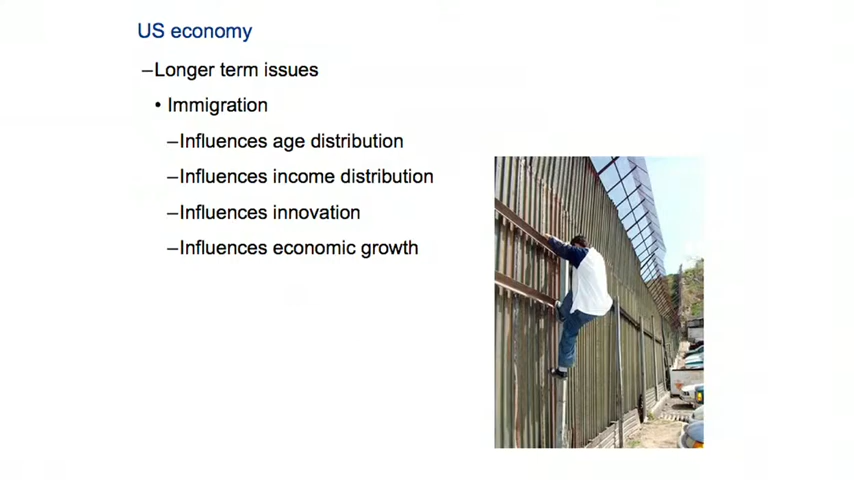 US economy
–Longer term issues
• Immigration
–Influences age distribution
–Influences income distribution
–Influences innovation
–Influences economic growth